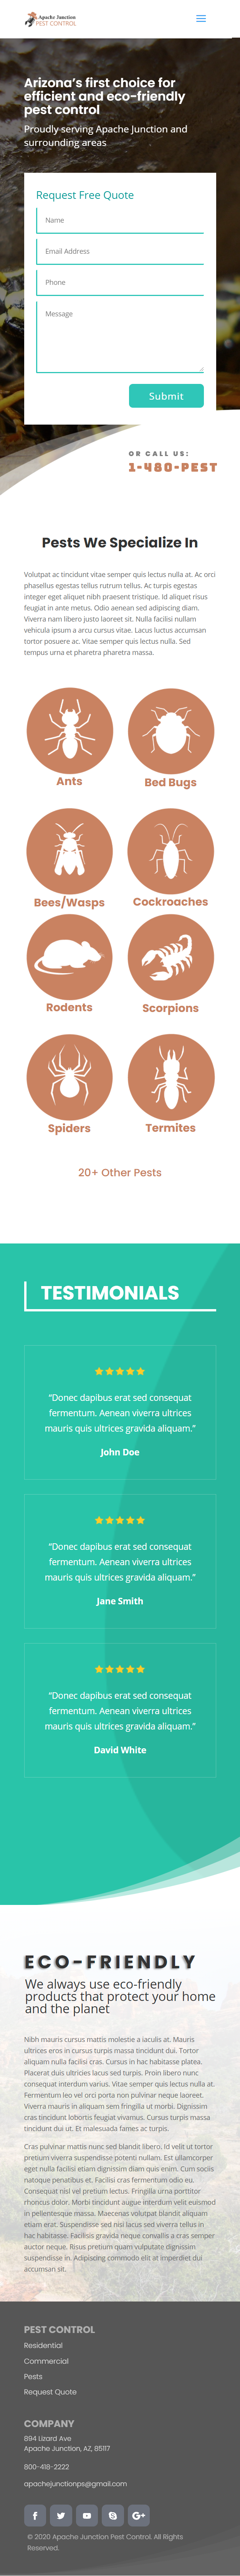 Apache Junction
PEST CONTROL
Arizona's first choice for
efficient and eco-friendly
pest control
Proudly serving Apache Junction and
surrounding areas
Request Free Quote
Name
Email Address
Phone
Message
Submit
OR CALL US:
1-480-PEST
Pests We Specialize In
Volutpat ac tincidunt vitae semper quis lectus nulla at. Ac orci
phasellus egestas tellus rutrum tellus. Ac turpis egestas
integer eget aliquet nibh praesent tristique. Id aliquet risus
feugiat in ante metus. Odio aenean sed adipiscing diam.
Viverra nam libero justo laoreet sit. Nulla facilisi nullam
vehicula ipsum a arcu cursus vitae. Lacus luctus accumsan
tortor posuere ac. Vitae semper quis lectus nulla. Sed
tempus urna et pharetra pharetra massa.
Ants
Bed Bugs
Bees/Wasps
Cockroaches
Rodents
Scorpions
Spiders
Termites
20+ Other Pests
TESTIMONIALS
“Donec dapibus erat sed consequat
fermentum. Aenean viverra ultrices
mauris quis ultrices gravida aliquam.”
John Doe
“Donec dapibus erat sed consequat
fermentum. Aenean viverra ultrices
mauris quis ultrices gravida aliquam.”
Jane Smith
“Donec dapibus erat sed consequat
fermentum. Aenean viverra ultrices
mauris quis ultrices gravida aliquam.”
David White
ECO-FRIENDLY
We always use eco-friendly
products that protect your home
and the planet
Nibh mauris cursus mattis molestie a iaculis at. Mauris
ultrices eros in cursus turpis massa tincidunt dui. Tortor
aliquam nulla facilisi cras. Cursus in hac habitasse platea.
Placerat duis ultricies lacus sed turpis. Proin libero nunc
consequat interdum varius. Vitae semper quis lectus nulla at.
Fermentum leo vel orci porta non pulvinar neque laoreet.
Viverra mauris in aliquam sem fringilla ut morbi. Dignissim
cras tincidunt lobortis feugiat vivamus. Cursus turpis massa
tincidunt dui ut. Et malesuada fames ac turpis.
Cras pulvinar mattis nunc sed blandit libero. Id velit ut tortor
pretium viverra suspendisse potenti nullam. Est ullamcorper
eget nulla facilisi etiam dignissim diam quis enim. Cum sociis
natoque penatibus et. Facilisi cras fermentum odio eu.
Consequat nisl vel pretium lectus. Fringilla urna porttitor
rhoncus dolor. Morbi tincidunt augue interdum velit euismod
in pellentesque massa. Maecenas volutpat blandit aliquam
etiam erat. Suspendisse sed nisi lacus sed viverra tellus in
hac habitasse. Facilisis gravida neque convallis a cras semper
auctor neque. Risus pretium quam vulputate dignissim
suspendisse in. Adipiscing commodo elit at imperdiet dui
accumsan sit.
PEST CONTROL
Residential
Commercial
Pests
Request Quote
COMPANY
894 Lizard Ave
Apache Junction, AZ, 85117
800-418-2222
apachejunctionps@gmail.com
© 2020 Apache Junction Pest Control. All Rights
Reserved.